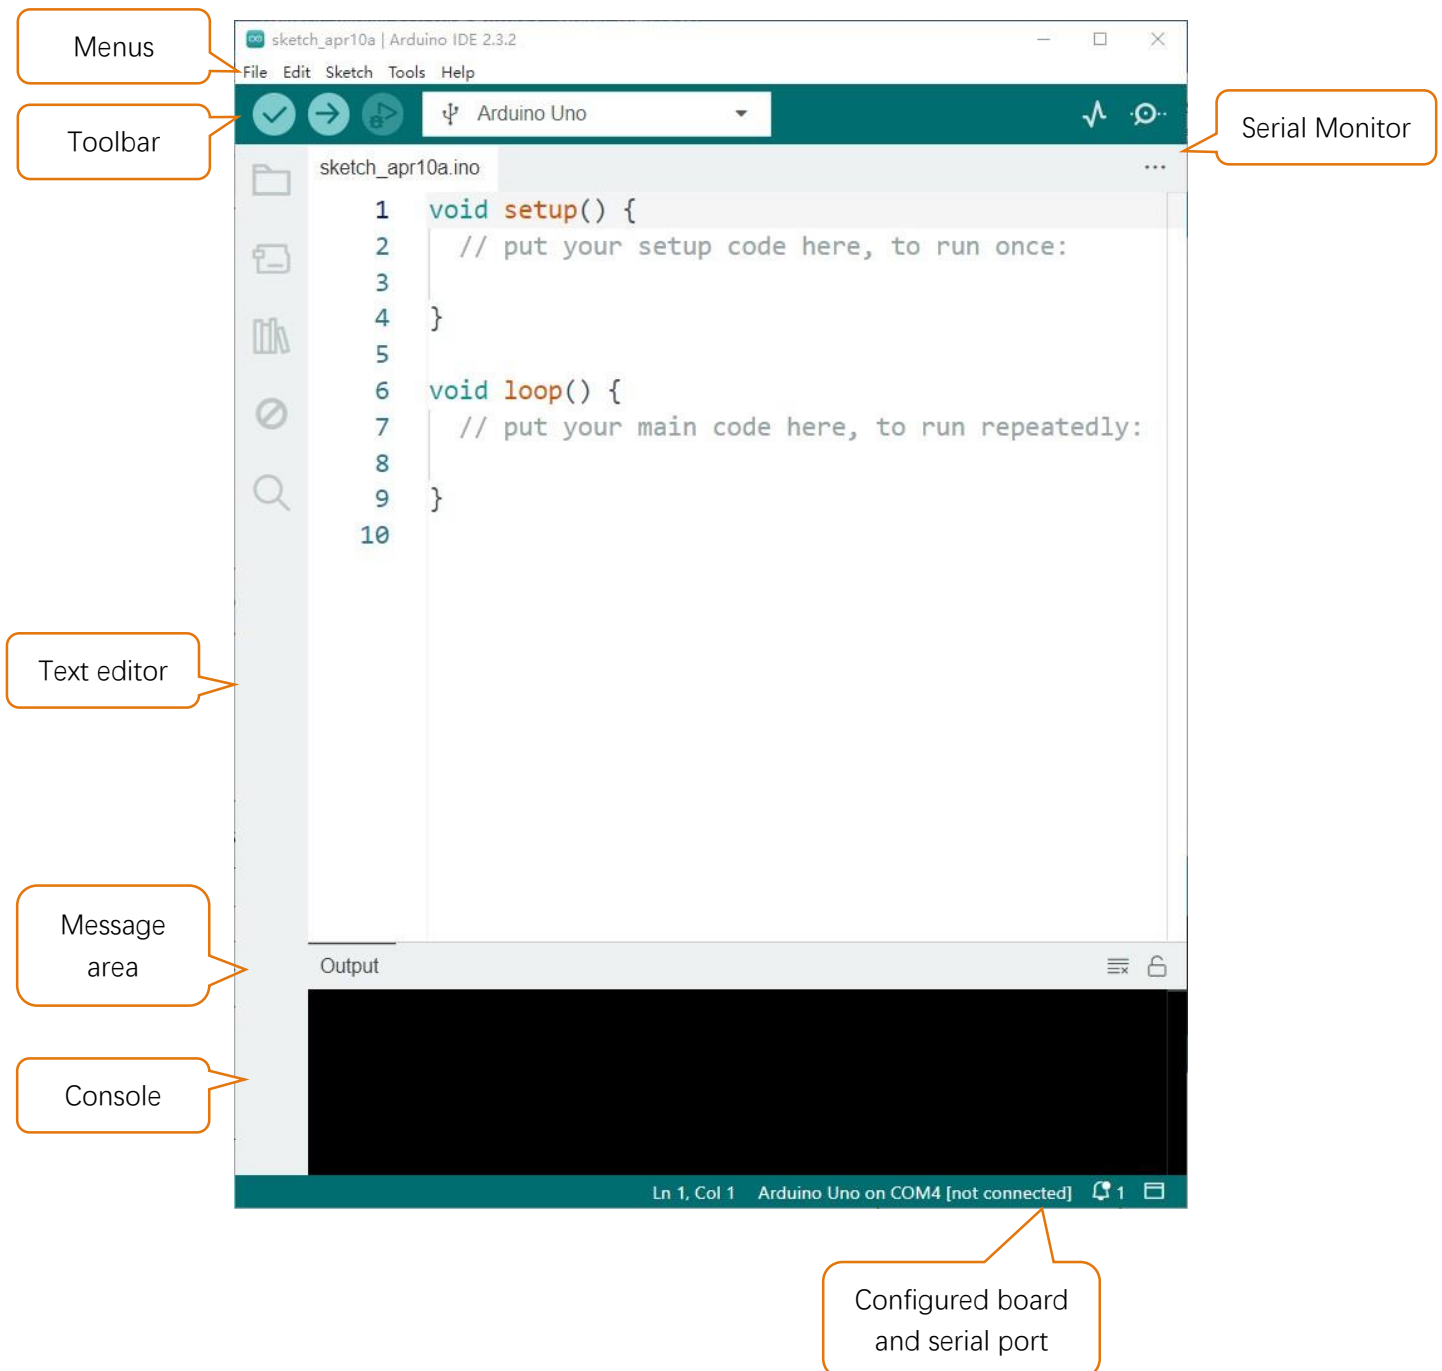 Menus
sketch_apr10a | Arduino IDE 2.3.2
File Edit Sketch Tools Help
Toolbar
Arduino Uno
Serial Monitor
sketch_apr10a.ino
1 void setup() {
2 // put your setup code here, to run once:
3
4 }
5
6 void loop() {
7 // put your main code here, to run repeatedly:
8
9 }
10
Text editor
Message
area
Output
Console
Ln 1, Col 1 Arduino Uno on COM4 [not connected] 1
Configured board
and serial port